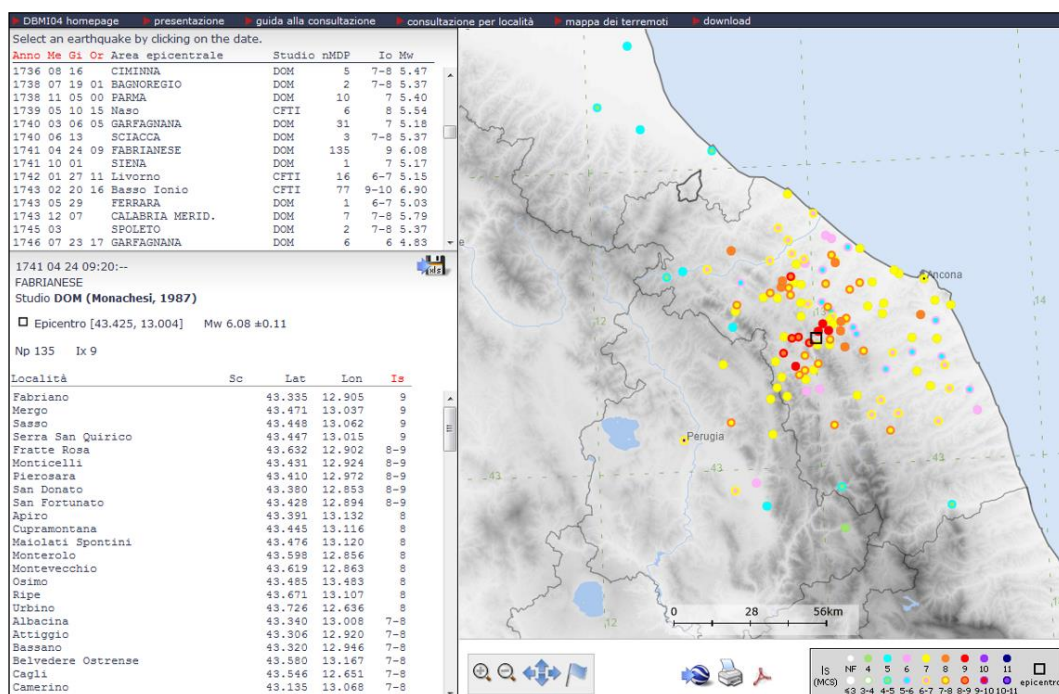 DBMI04 homepage presentazione guida alla consultazione consultazione per località mappa dei terremoti download
Select an earthquake by clicking on the date.
Anno Me Gi Or Area epicentrale Studio nMDP Io Mw
1736 08 16 CIMINNA DOM 5 7-8 5.47
1738 07 19 01 BAGNOREGIO DOM 2 7-8 5.37
1738 11 05 00 PARMA DOM 10 7 5.40
1739 05 10 15 Naso CFTI 6 8 5.54
1740 03 06 05 GARFAGNANA DOM 31 7 5.18
1740 06 13 SCIACCA DOM 3 7-8 5.37
1741 04 24 09 FABRIANESE DOM 135 9 6.08
1741 10 01 SIENA DOM 1 7 5.17
1742 01 27 11 Livorno CFTI 16 6-7 5.15
1743 02 20 16 Basso Ionio CFTI 77 9-10 6.90
1743 05 29 FERRARA DOM 1 6-7 5.03
1743 12 07 CALABRIA MERID. DOM 7 7-8 5.79
1745 03 SPOLETO DOM 2 7-8 5.37
1746 07 23 17 GARFAGNANA DOM 6 6 4.83
1741 04 24 09:20:--
xls
FABRIANESE
Studio DOM (Monachesi, 1987)
Epicentro [43.425, 13.004] Mw 6.08 ±0.11
Np 135 Ix 9
Località Sc Lat Lon Is
Fabriano 43.335 12.905 9
Mergo 43.471 13.037 9
Sasso 43.448 13.062 9
Serra San Quirico 43.447 13.015 9
Fratte Rosa 43.632 12.902 8-9
Monticelli 43.431 12.924 8-9
Pierosara 43.410 12.972 8-9
San Donato 43.380 12.853 8-9
San Fortunato 43.428 12.894 8-9
Apiro 43.391 13.132 8
Cupramontana 43.445 13.116 8
Maiolati Spontini 43.476 13.120 8
Monterolo 43.598 12.856 8
Montevecchio 43.619 12.863 8
Osimo 43.485 13.483 8
Ripe 43.671 13.107 8
Urbino 43.726 12.636 8
Albacina 43.340 13.008 7-8
Attiggio 43.306 12.920 7-8
Bassano 43.320 12.946 7-8
Belvedere Ostrense 43.580 13.167 7-8
Cagli 43.546 12.651 7-8
Camerino 43.135 13.068 7-8
14
44
e
Ancona
12
13
14
Perugia
43
43
43
0 28 56km
12
Is NF 4 5 6 7 8 9 10 11
(MCS) ≤3 3-4 4-5 5-6 6-7 7-8 8-9 9-10 10-11 epicentro